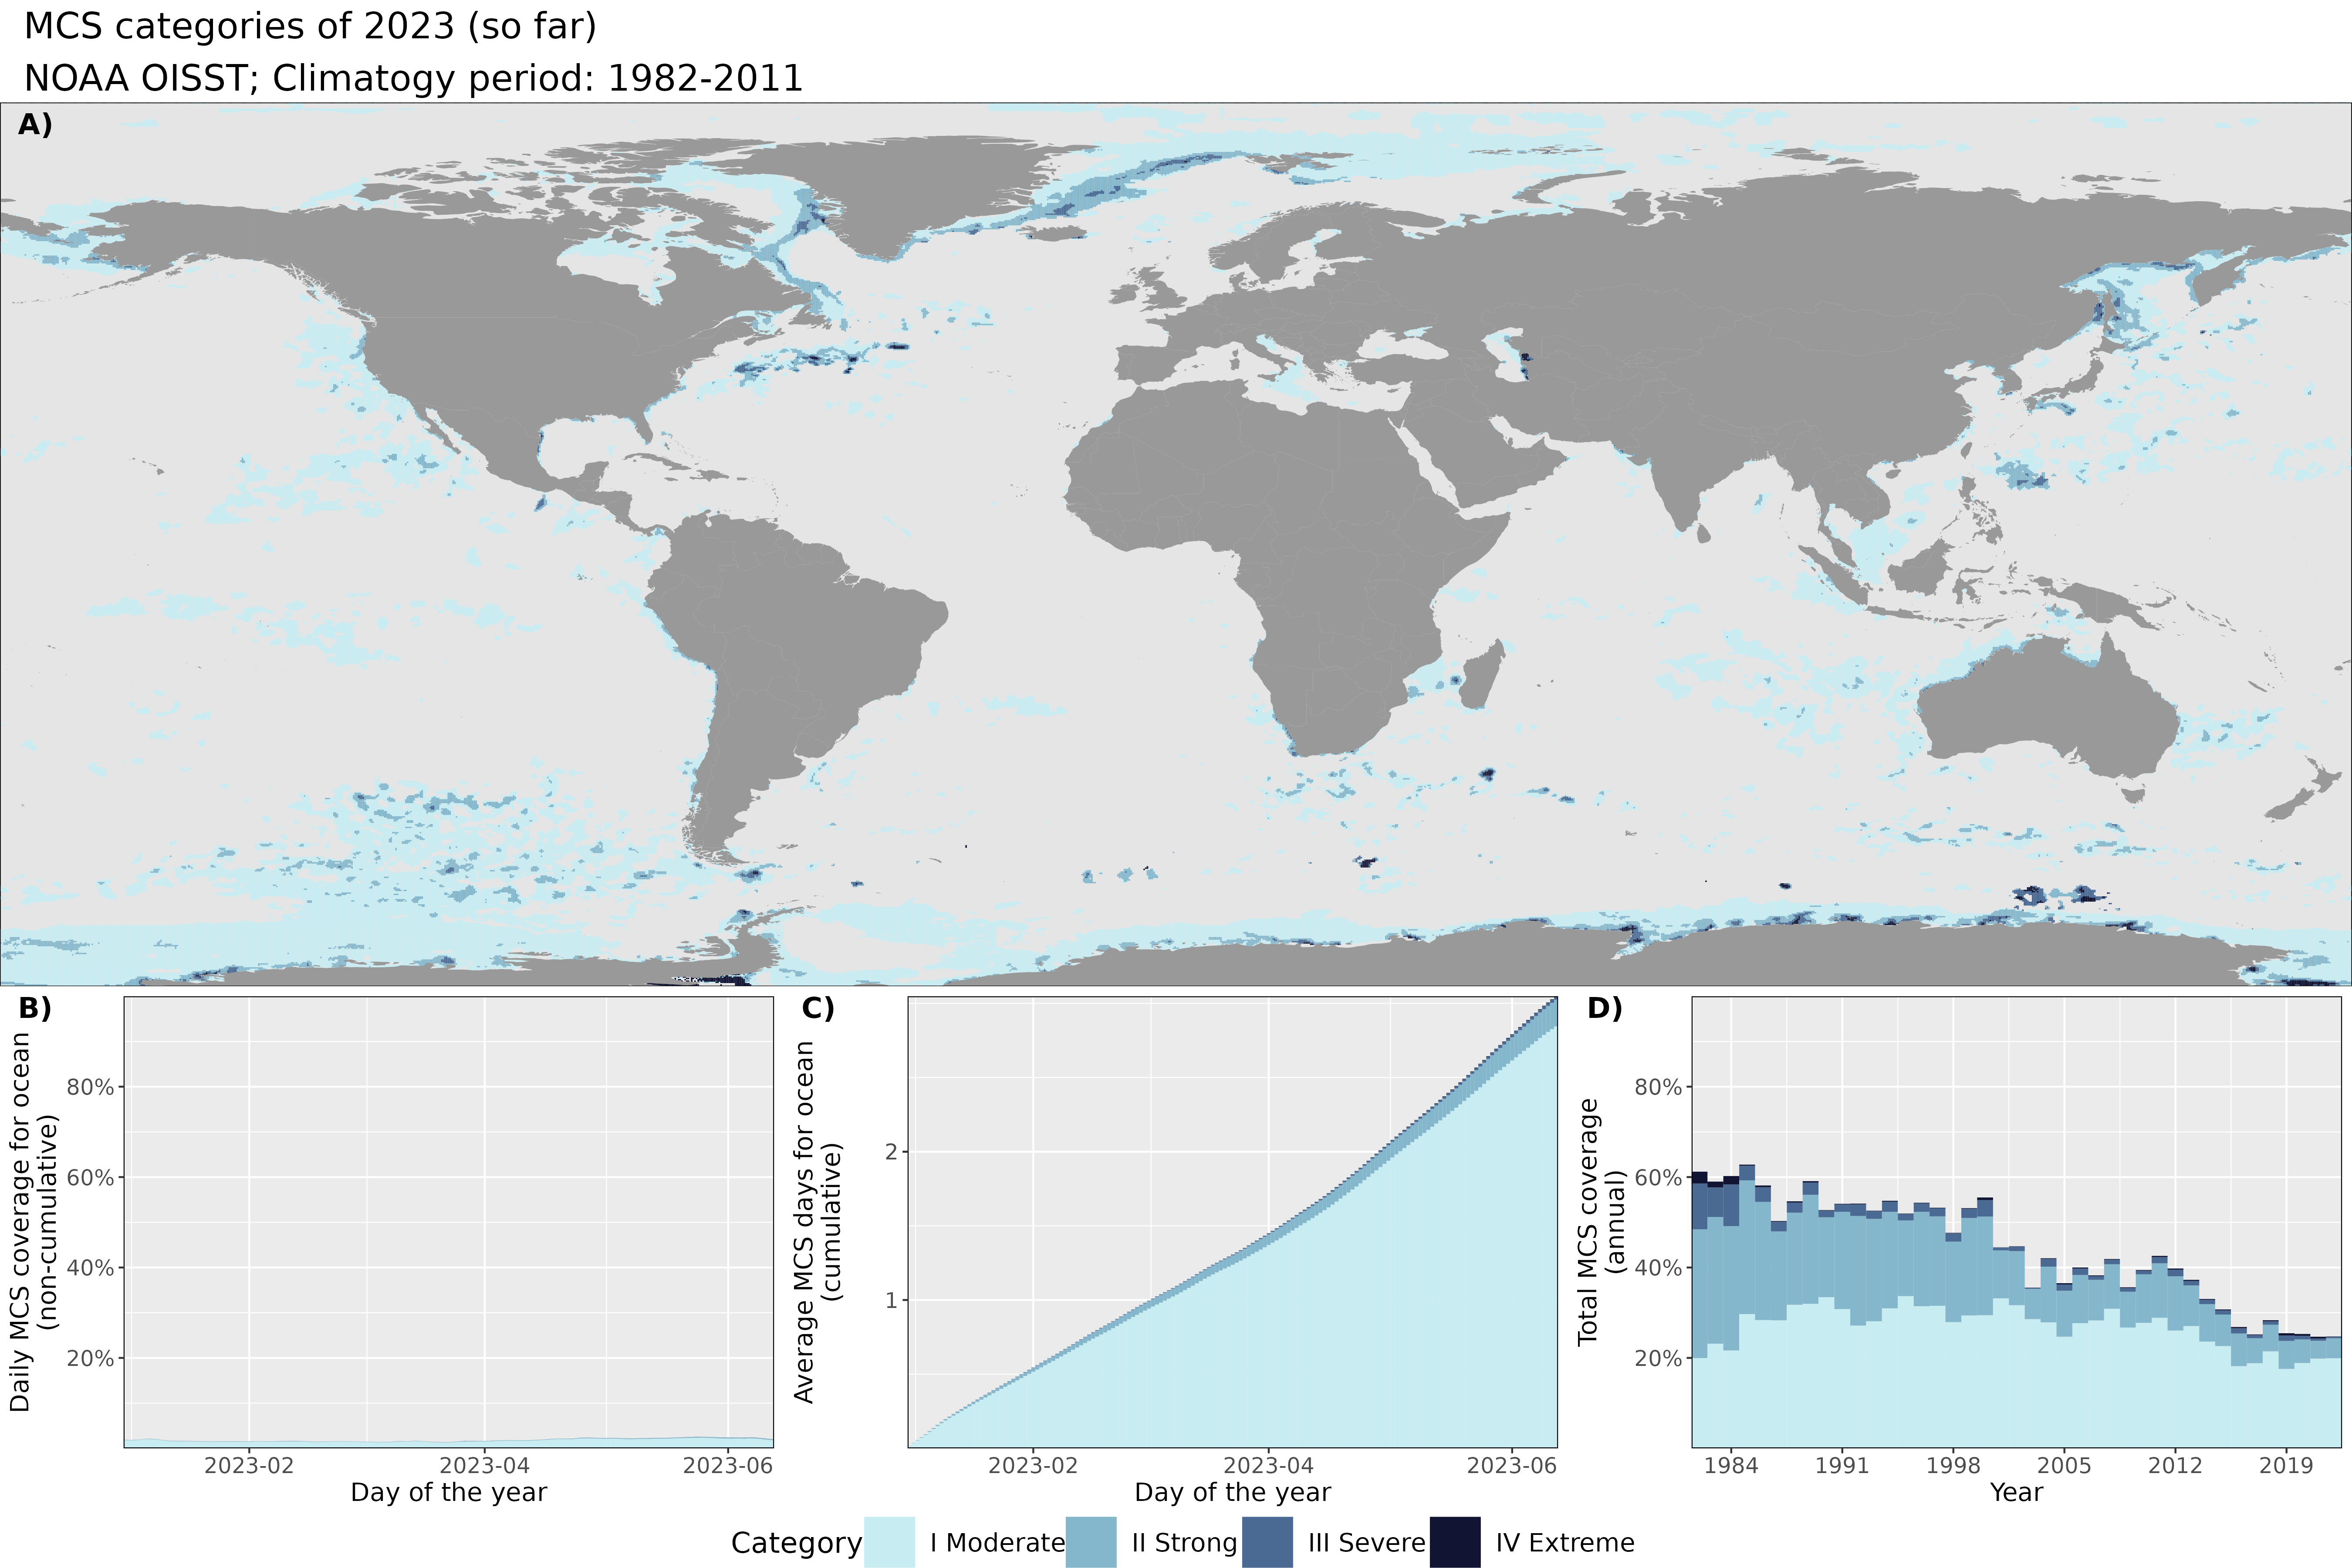 MCS categories of 2023 (so far)
NOAA OISST; Climatogy period: 1982-2011
A)
B)
Daily MCS coverage for ocean
(non-cumulative)
80%
60%
40%
20%
2023-02
2023-04
2023-06
Day of the year
C)
Average MCS days for ocean
(cumulative)
2
1
2023-02
2023-04
2023-06
Day of the year
D)
Total MCS coverage
(annual)
80%
60%
40%
20%
1984
1991
1998
2005
2012
2019
Year
Category
I Moderate
II Strong
III Severe
IV Extreme